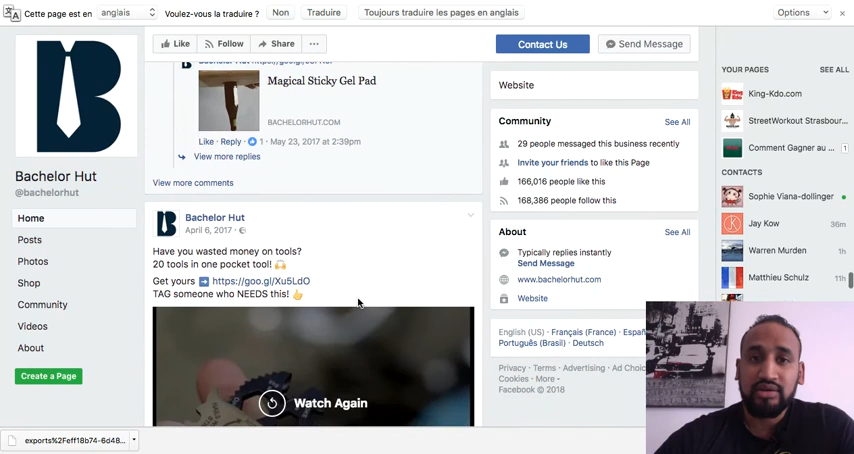 Cette page est en
anglais
Voulez-vous la traduire ?
Non
Traduire
Toujours traduire les pages en anglais
Options
Like
Follow
Share
Contact Us
Send Message
B
Bachelor Hut
@bachelorhut
Home
Posts
Photos
Shop
Community
Videos
About
Create a Page
Magical Sticky Gel Pad
BACHELORHUT.COM
Like · Reply · 1 · May 23, 2017 at 2:39pm
View more replies
View more comments
Bachelor Hut
April 6, 2017 ·
Have you wasted money on tools?
20 tools in one pocket tool!
Get yours https://goo.gl/Xu5LdO
TAG someone who NEEDS this!
Watch Again
Website
Community
See All
29 people messaged this business recently
Invite your friends to like this Page
166,016 people like this
168,386 people follow this
About
See All
Typically replies instantly
Send Message
www.bachelorhut.com
Website
English (US) · Français (France) · Españ
Português (Brasil) · Deutsch
Privacy · Terms · Advertising · Ad Choic
Cookies · More
Facebook © 2018
YOUR PAGES
SEE ALL
King-Kdo.com
StreetWorkout Strasbour...
Comment Gagner au ...
1
CONTACTS
Sophie Viana-dollinger
Jay Kow
36m
Warren Murden
1h
Matthieu Schulz
11h
exports%2Feff18b74-6d48...